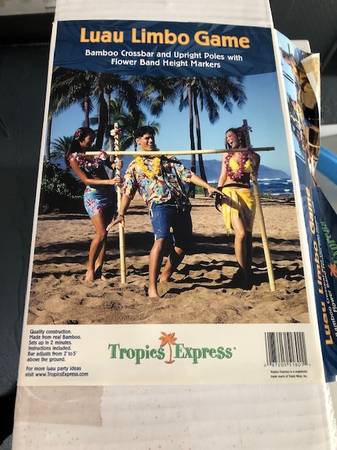 Luau Limbo Game
Bamboo Crossbar and Upright Poles with
Flower Band Height Markers
Quality construction.
Made from real Bamboo.
Sets up in 2 minutes.
Instructions included.
Bar adjusts from 2' to 5'
above the ground.
For more luau party ideas
visit www.TropicsExpress.com
Tropics Express
Luau Limbo